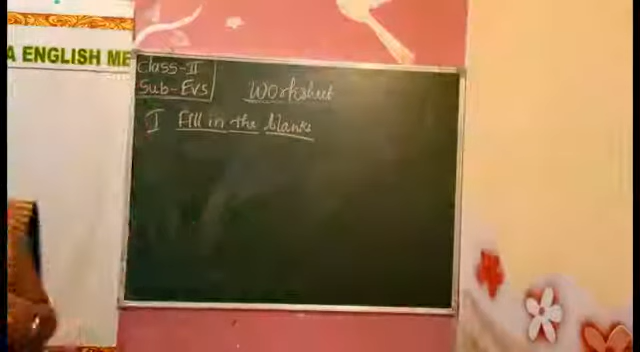 A ENGLISH ME
Class-II
Sub-EVS
Worksheet
I Fill in the blanks